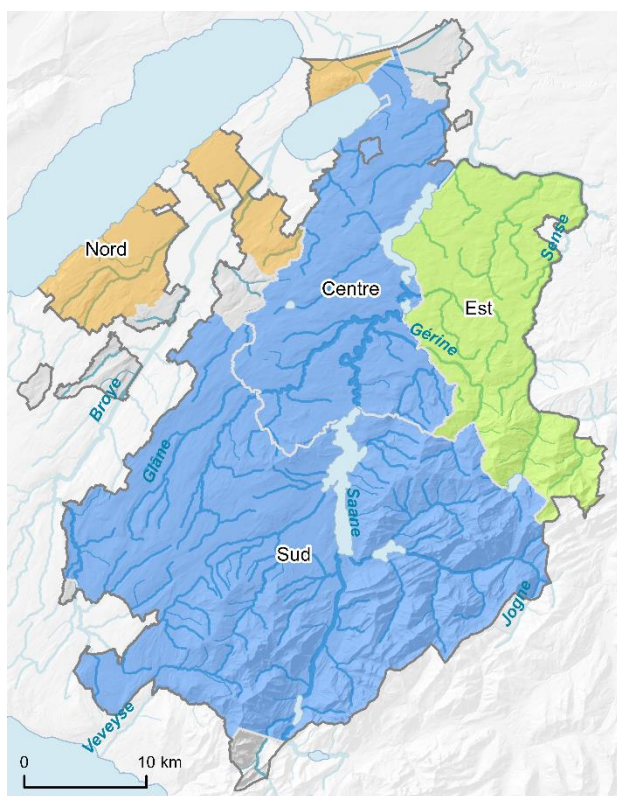 Sense
Nord
Centre
Est
Gérine
Broye
Glâne
Saane
Sud
Jogne
Veveyse
0 10 km